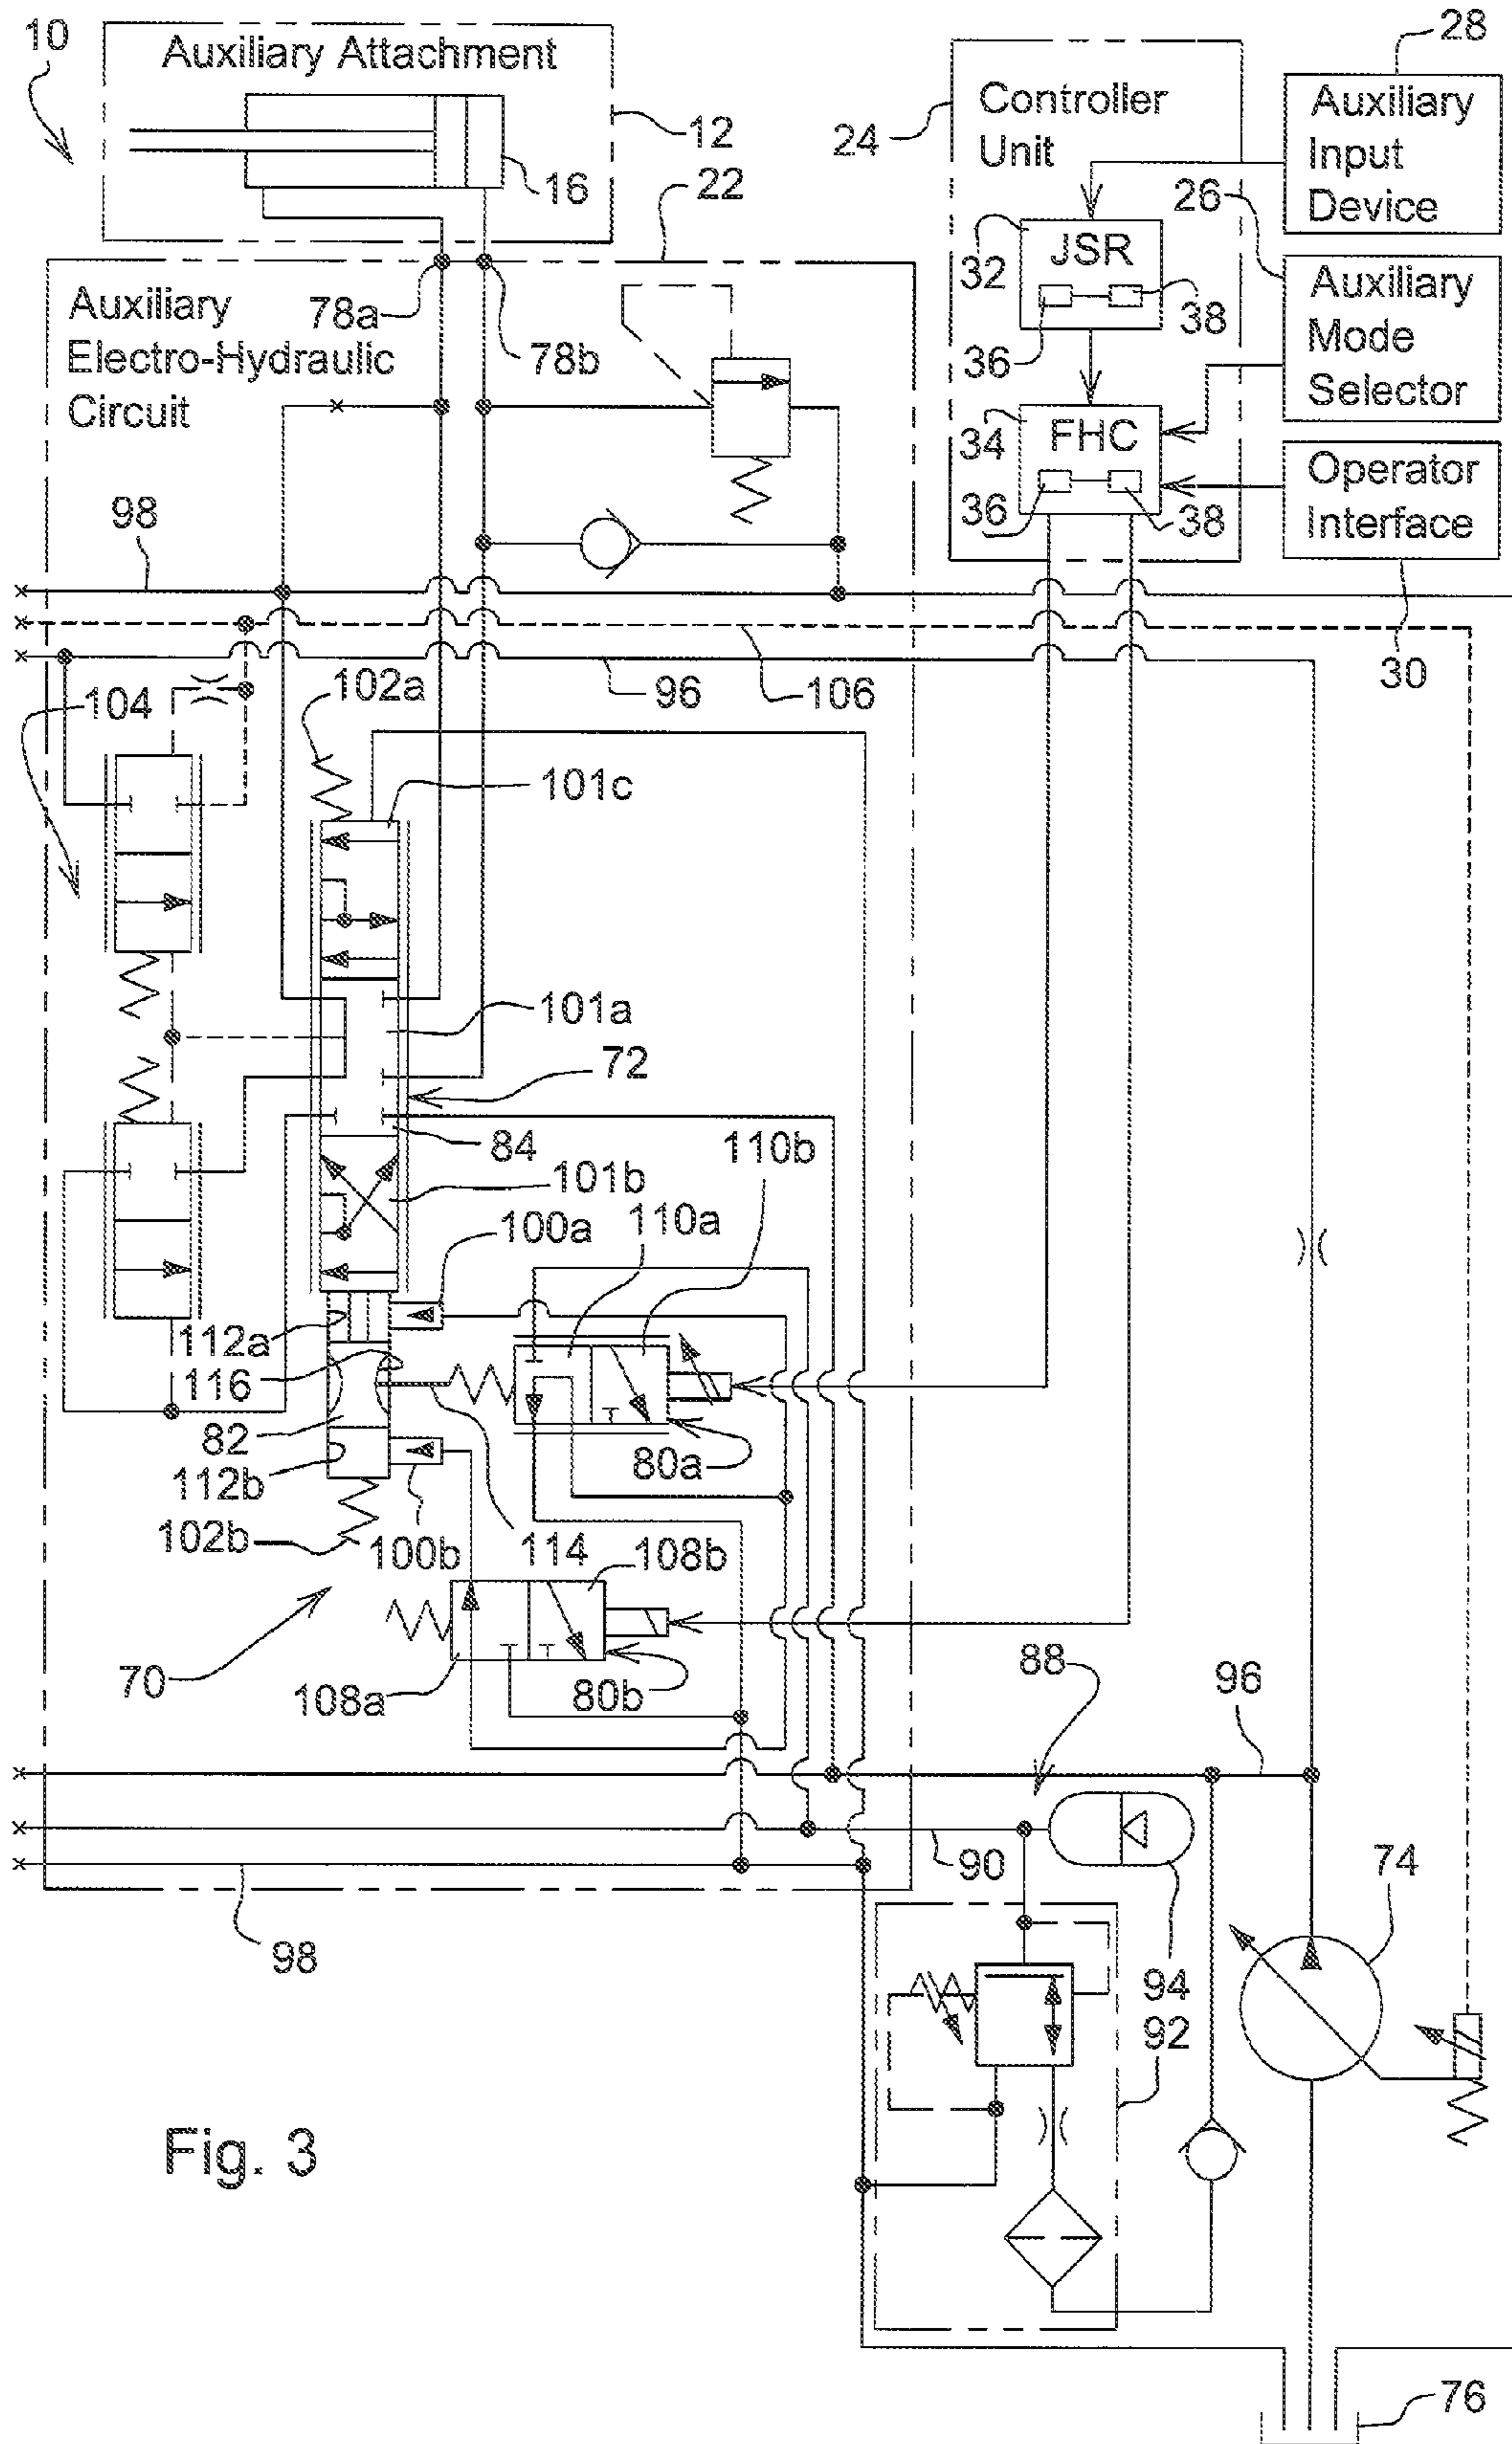 10
Auxiliary Attachment
12
16
22
24
Controller
Unit
28
Auxiliary
Input
Device
26
32
JSR
36
38
Auxiliary
Mode
Selector
34
FHC
36
38
Operator
Interface
30
Auxiliary
Electro-Hydraulic
Circuit
78a
78b
98
96
106
104
102a
101c
101a
72
84
110b
101b
110a
100a
112a
116
82
112b
80a
102b
100b
114
108b
70
108a
80b
88
96
90
98
74
94
92
Fig. 3
76